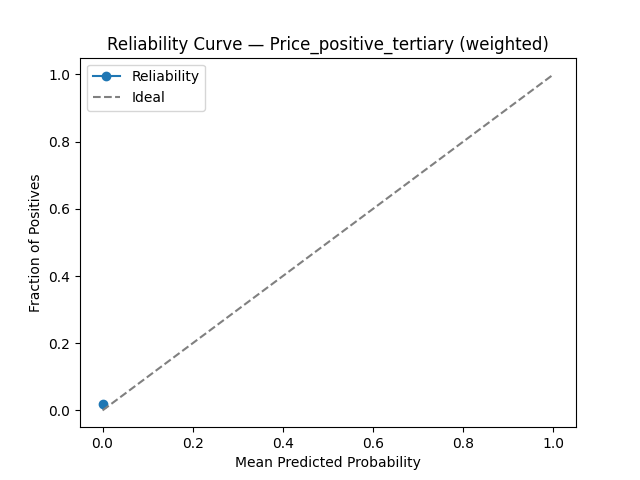 Reliability Curve — Price_positive_tertiary (weighted)
Reliability
Ideal
Fraction of Positives
1.0
0.8
0.6
0.4
0.2
0.0
0.0 0.2 0.4 0.6 0.8 1.0
Mean Predicted Probability